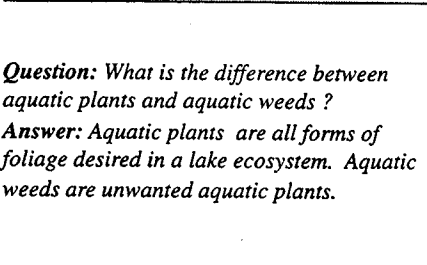 Question: What is the difference between
aquatic plants and aquatic weeds ?
Answer: Aquatic plants are all forms of
foliage desired in a lake ecosystem. Aquatic
weeds are unwanted aquatic plants.